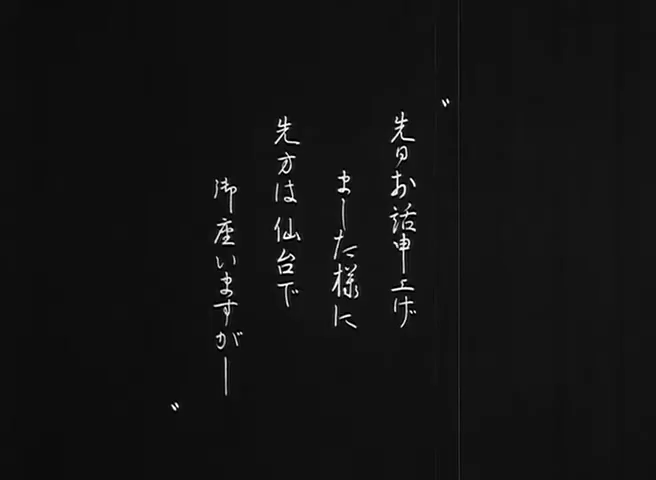 〝先日お話申上げ
ました様に
先方は仙台で
御座いますがー〟